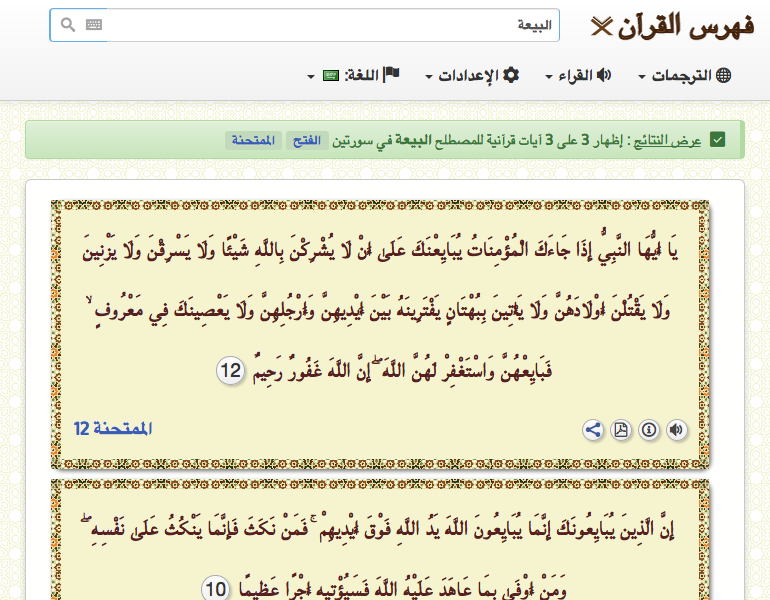 فهرس القرآن
البيعة
الترجمات القراء الإعدادات اللغة:
عرض النتائج : إظهار 3 على 3 آيات قرآنية للمصطلح البيعة في سورتين الفتح الممتحنة
يَا أَيُّهَا النَّبِيُّ إِذَا جَاءَكَ الْمُؤْمِنَاتُ يُبَايِعْنَكَ عَلَىٰ أَنْ لَا يُشْرِكْنَ بِاللَّهِ شَيْئًا وَلَا يَسْرِقْنَ وَلَا يَزْنِينَ
وَلَا يَقْتُلْنَ أَوْلَادَهُنَّ وَلَا يَأْتِينَ بِبُهْتَانٍ يَفْتَرِينَهُ بَيْنَ أَيْدِيهِنَّ وَأَرْجُلِهِنَّ وَلَا يَعْصِينَكَ فِي مَعْرُوفٍ ۙ
فَبَايِعْهُنَّ وَاسْتَغْفِرْ لَهُنَّ اللَّهَ ۖ إِنَّ اللَّهَ غَفُورٌ رَحِيمٌ 12
الممتحنة 12
إِنَّ الَّذِينَ يُبَايِعُونَكَ إِنَّمَا يُبَايِعُونَ اللَّهَ يَدُ اللَّهِ فَوْقَ أَيْدِيهِمْ ۚ فَمَنْ نَكَثَ فَإِنَّمَا يَنْكُثُ عَلَىٰ نَفْسِهِ ۖ
وَمَنْ أَوْفَىٰ بِمَا عَاهَدَ عَلَيْهُ اللَّهَ فَسَيُؤْتِيهِ أَجْرًا عَظِيمًا 10